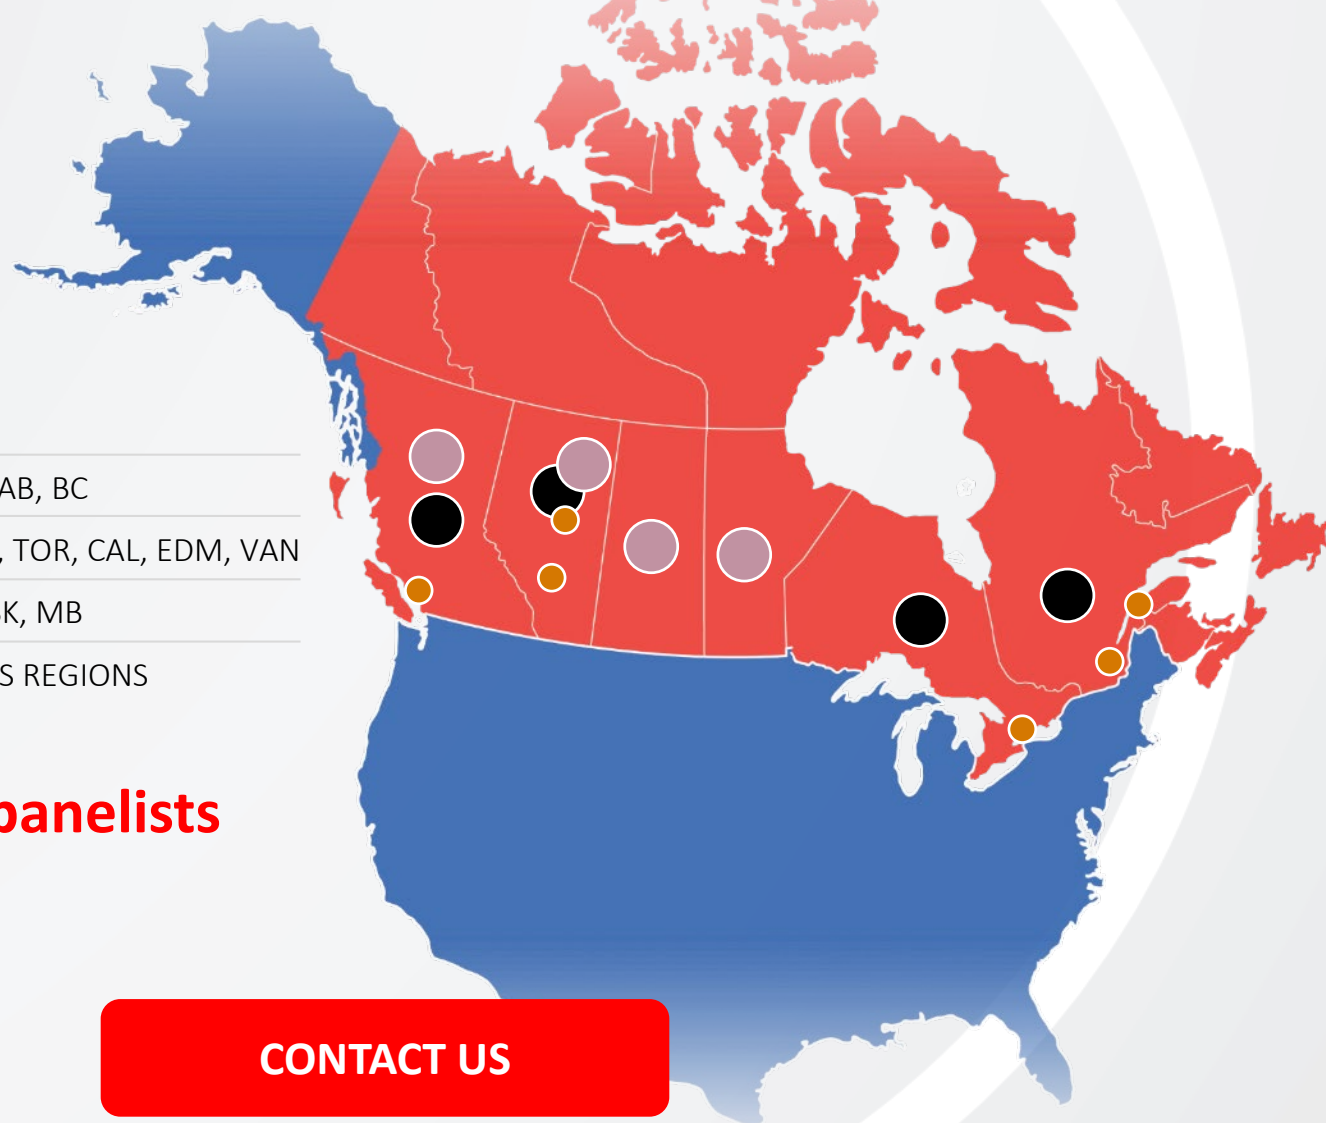 AB, BC
, TOR, CAL, EDM, VAN
K, MB
S REGIONS
panelists
CONTACT US